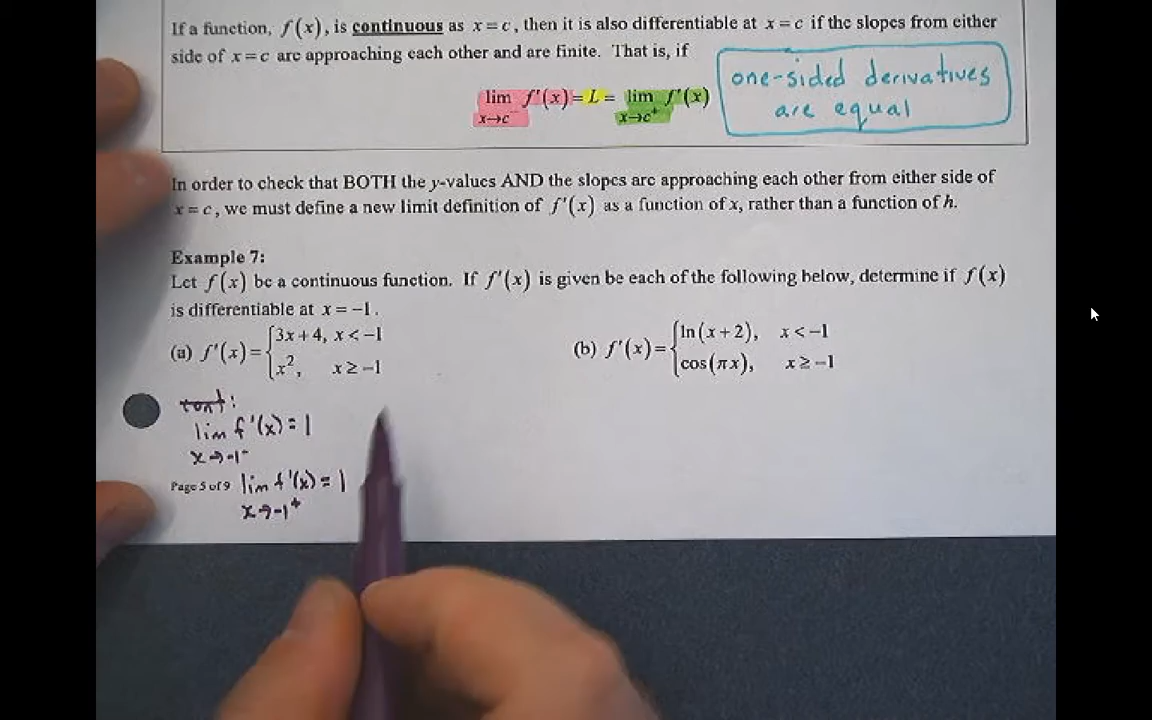 If a function, f(x), is continuous as x = c, then it is also differentiable at x = c if the slopes from either
side of x = c are approaching each other and are finite. That is, if
lim f'(x) = L = lim f'(x)
x→c⁻ x→c⁺
one-sided derivatives
are equal
In order to check that BOTH the y-values AND the slopes are approaching each other from either side of
x = c, we must define a new limit definition of f'(x) as a function of x, rather than a function of h.
Example 7:
Let f(x) be a continuous function. If f'(x) is given be each of the following below, determine if f(x)
is differentiable at x = −1.
(a) f'(x) = { 3x + 4, x < −1
x², x ≥ −1
(b) f'(x) = { ln(x + 2), x < −1
cos(πx), x ≥ −1
lim f'(x) = 1
x→-1⁻
Page 5 of 9
lim f'(x) = 1
x→-1⁺